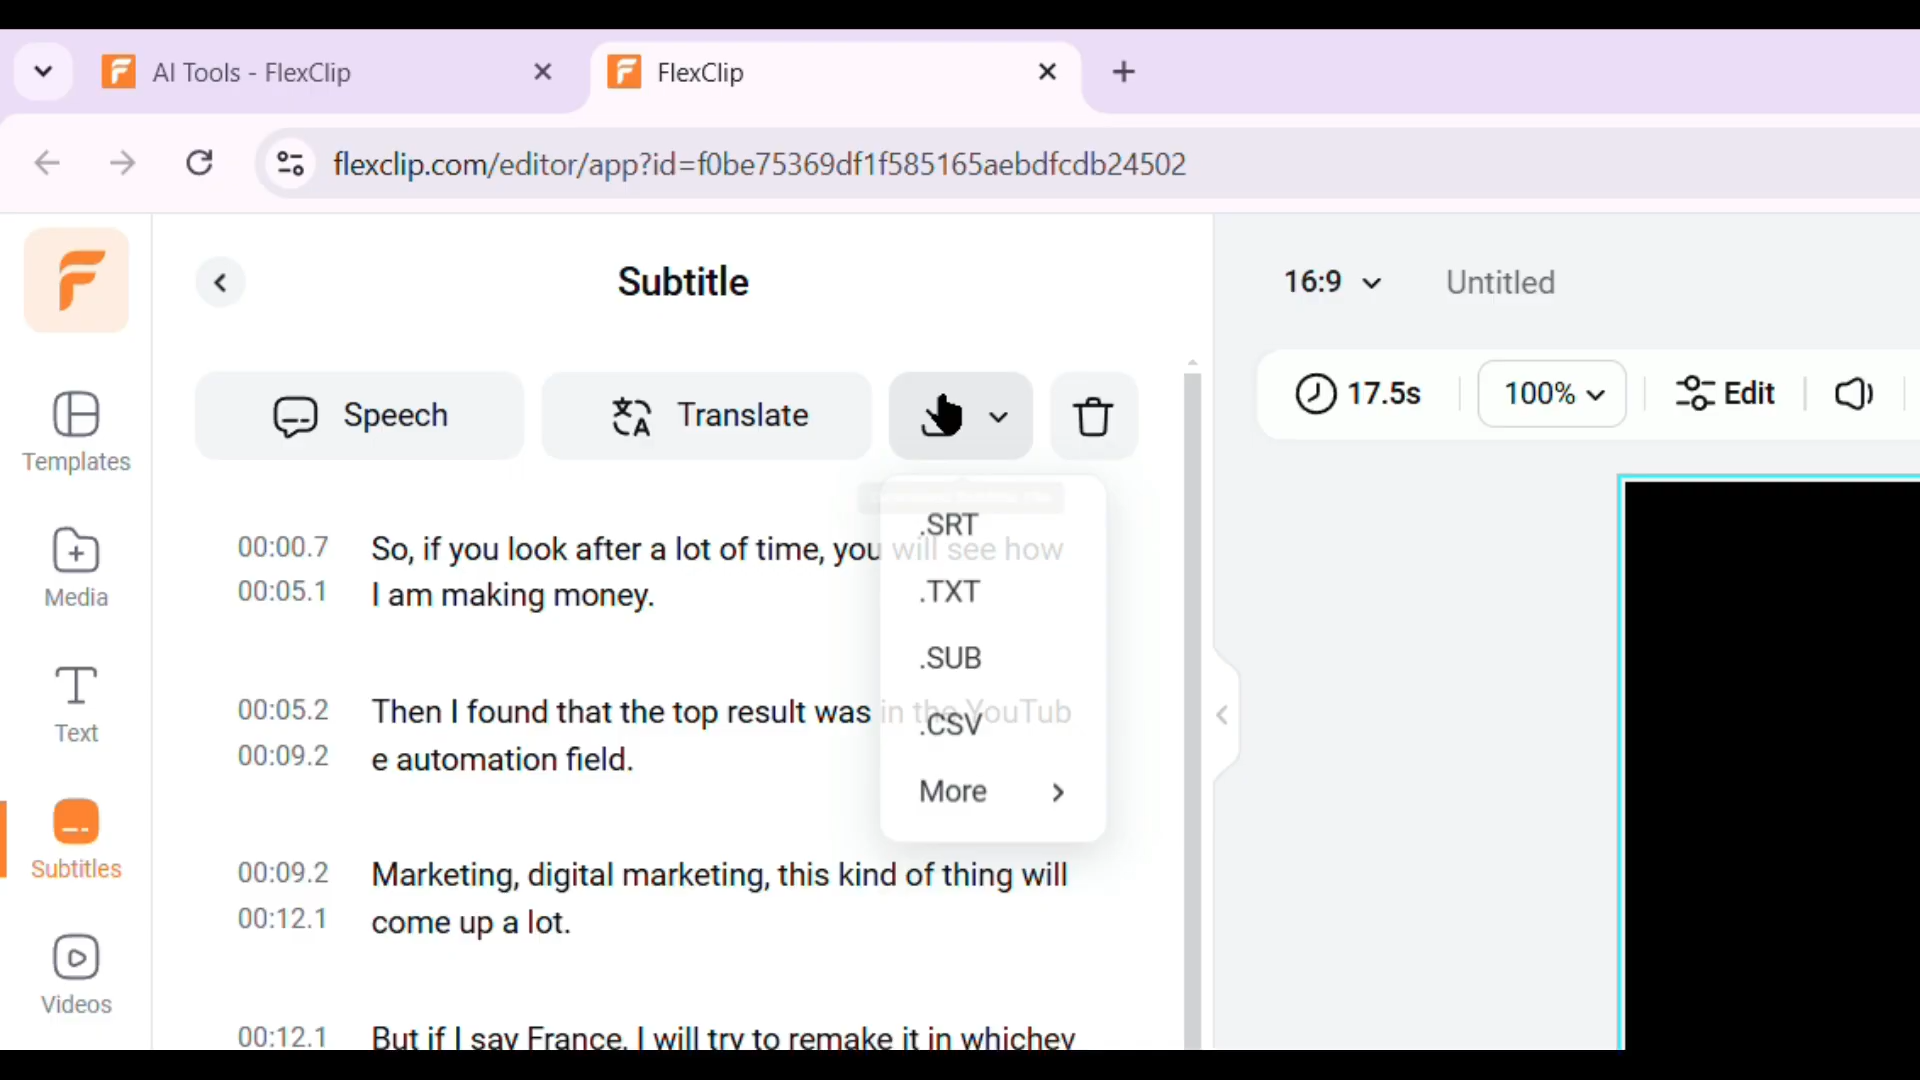 AI Tools - FlexClip
FlexClip
flexclip.com/editor/app?id=f0be75369df1f585165aebdfcdb24502
Subtitle
16:9
Untitled
Speech
Translate
17.5s
100%
Edit
Templates
Media
Text
Subtitles
Videos
.SRT
.TXT
.SUB
.CSV
More
00:00.7 So, if you look after a lot of time, you will see how
00:05.1 I am making money.
00:05.2 Then I found that the top result was in the YouTub
00:09.2 e automation field.
00:09.2 Marketing, digital marketing, this kind of thing will
00:12.1 come up a lot.
00:12.1 But if I say France, I will try to remake it in whichev